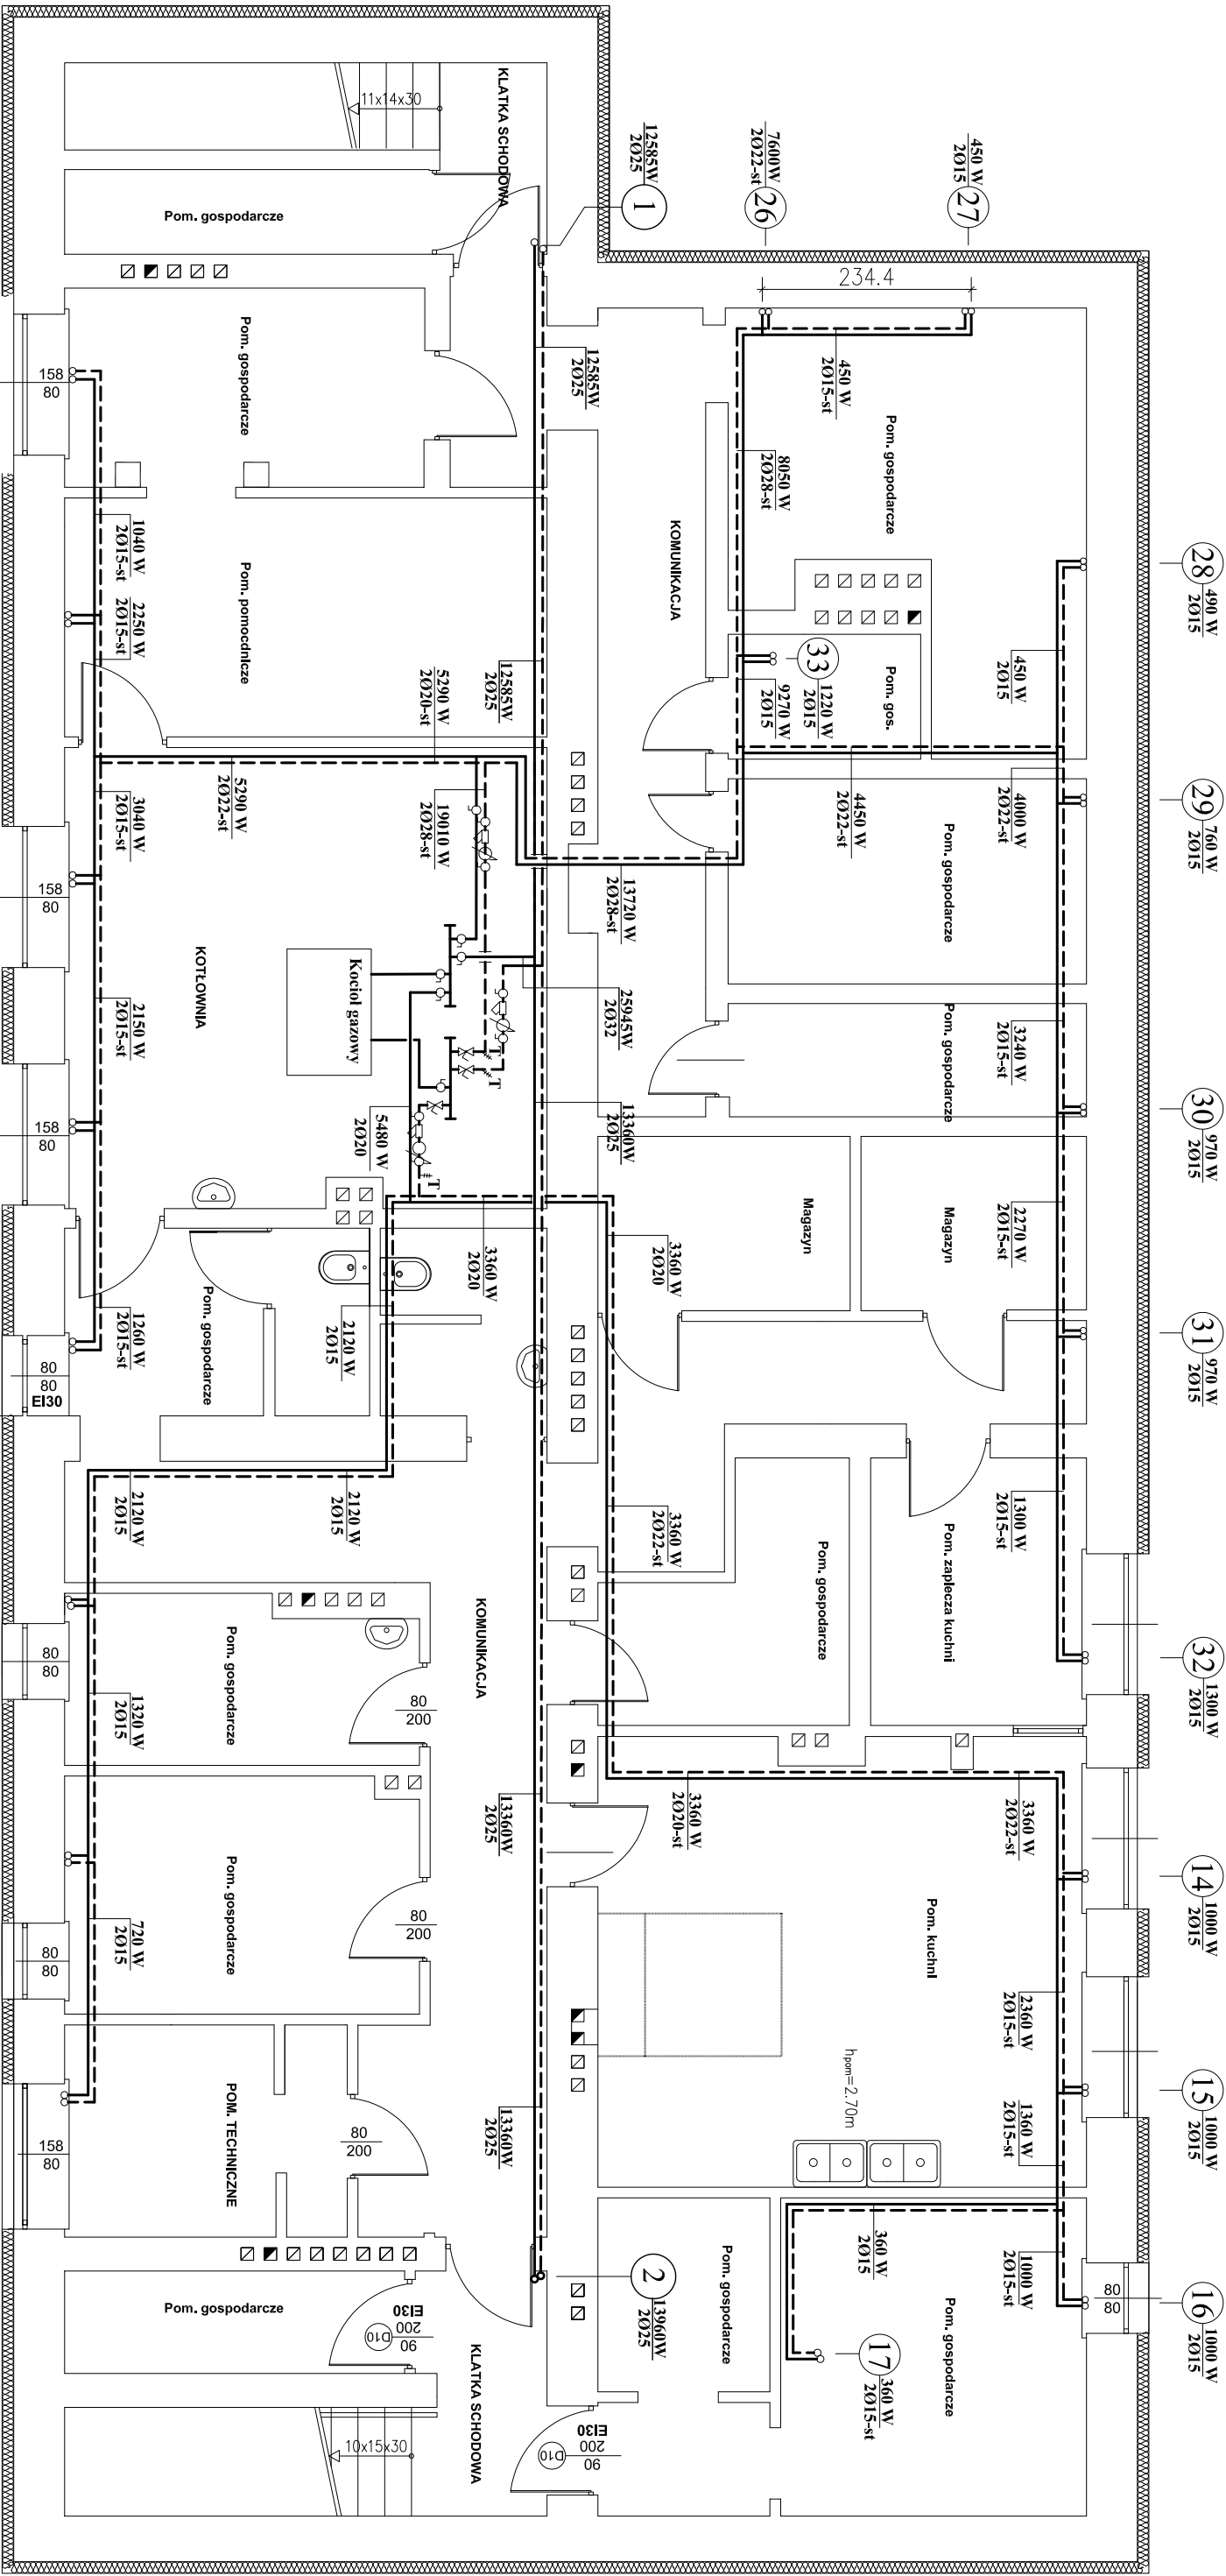 28
490 W
2Ø15
29
760 W
2Ø15
30
970 W
2Ø15
31
970 W
2Ø15
32
1300 W
2Ø15
14
1000 W
2Ø15
15
1000 W
2Ø15
16
1000 W
2Ø15
27
450 W
2Ø15
26
7600W
2Ø22-st
1
12585W
2Ø25
234.4
450 W
2Ø15-st
8050 W
2Ø28-st
Pom. gospodarcze
450 W
2Ø15
33
1220 W
2Ø15
9270 W
2Ø15
Pom. gos.
4000 W
2Ø22-st
4450 W
2Ø22-st
Pom. gospodarcze
3240 W
2Ø15-st
Pom. gospodarcze
2270 W
2Ø15-st
Magazyn
Magazyn
1300 W
2Ø15-st
Pom. zaplecza kuchni
Pom. gospodarcze
3360 W
2Ø22-st
3360 W
2Ø20-st
Pom. kuchni
2360 W
2Ø15-st
1360 W
2Ø15-st
hpom=2.70m
1000 W
2Ø15-st
80
80
360 W
2Ø15
17
360 W
2Ø15-st
Pom. gospodarcze
Pom. gospodarcze
2
13960W
2Ø25
KOMUNIKACJA
13720 W
2Ø28-st
25945W
2Ø32
13360W
2Ø25
3360 W
2Ø20
3360 W
2Ø22-st
KLATKA SCHODOWA
11x14x30
12585W
2Ø25
12585W
2Ø25
5290 W
2Ø20-st
Pom. gospodarcze
Pom. gospodarcze
Pom. pomocdnicze
1040 W
2Ø15-st
2250 W
2Ø15-st
5290 W
2Ø22-st
19010 W
2Ø28-st
3040 W
2Ø15-st
2150 W
2Ø15-st
KOTŁOWNIA
Kocioł gazowy
T
T
T
5480 W
2Ø20
3360 W
2Ø20
2120 W
2Ø15
Pom. gospodarcze
1260 W
2Ø15-st
2120 W
2Ø15
2120 W
2Ø15
KOMUNIKACJA
13360W
2Ø25
13360W
2Ø25
Pom. gospodarcze
1320 W
2Ø15
80
200
Pom. gospodarcze
720 W
2Ø15
80
200
POM. TECHNICZNE
80
200
Pom. gospodarcze
D10
90
200
EI30
KLATKA SCHODOWA
D10
90
200
EI30
10x15x30
158
80
158
80
158
80
80
80
EI30
80
80
80
80
158
80